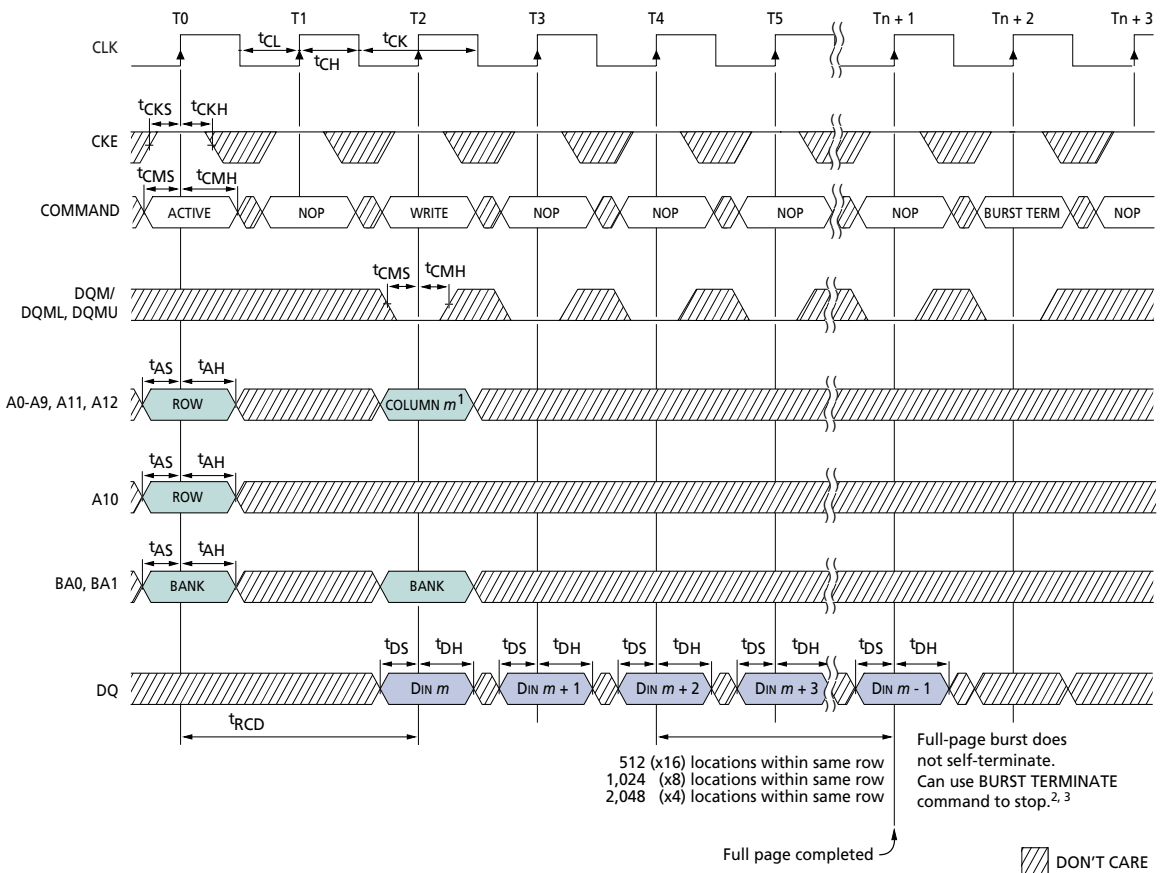 T0 T1 T2 T3 T4 T5 Tn + 1 Tn + 2 Tn + 3
CLK
tCL tCK
tCH
tCKS tCKH
CKE
tCMS tCMH
COMMAND ACTIVE NOP WRITE NOP NOP NOP NOP BURST TERM NOP
tCMS tCMH
DQM/
DQML, DQMU
tAS tAH
A0-A9, A11, A12 ROW COLUMN m1
tAS tAH
A10 ROW
tAS tAH
BA0, BA1 BANK BANK
tDS tDH tDS tDH tDS tDH tDS tDH tDS tDH
DQ DIN m DIN m + 1 DIN m + 2 DIN m + 3 DIN m - 1
tRCD
512 (x16) locations within same row
1,024 (x8) locations within same row
2,048 (x4) locations within same row
Full-page burst does
not self-terminate.
Can use BURST TERMINATE
command to stop.2, 3
Full page completed
DON'T CARE